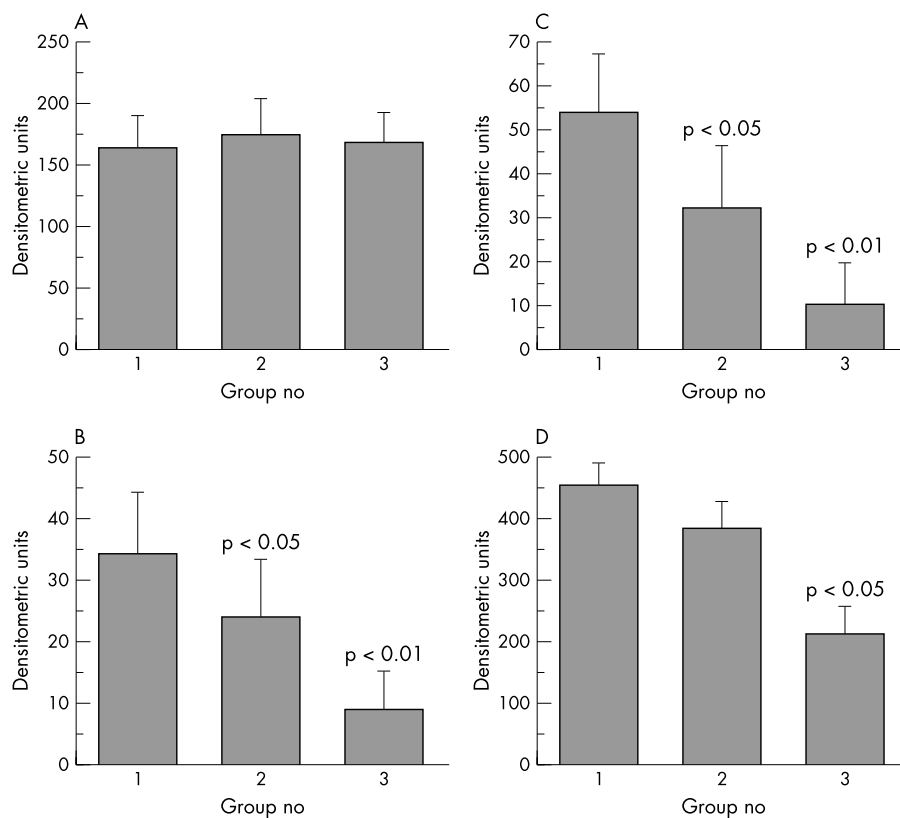 A
250
200
150
100
50
0
Densitometric units
1 2 3
Group no
C
70
60
50
40
30
20
10
0
Densitometric units
p < 0.05
p < 0.01
1 2 3
Group no
B
50
40
30
20
10
0
Densitometric units
p < 0.05
p < 0.01
1 2 3
Group no
D
500
400
300
200
100
0
Densitometric units
p < 0.05
1 2 3
Group no